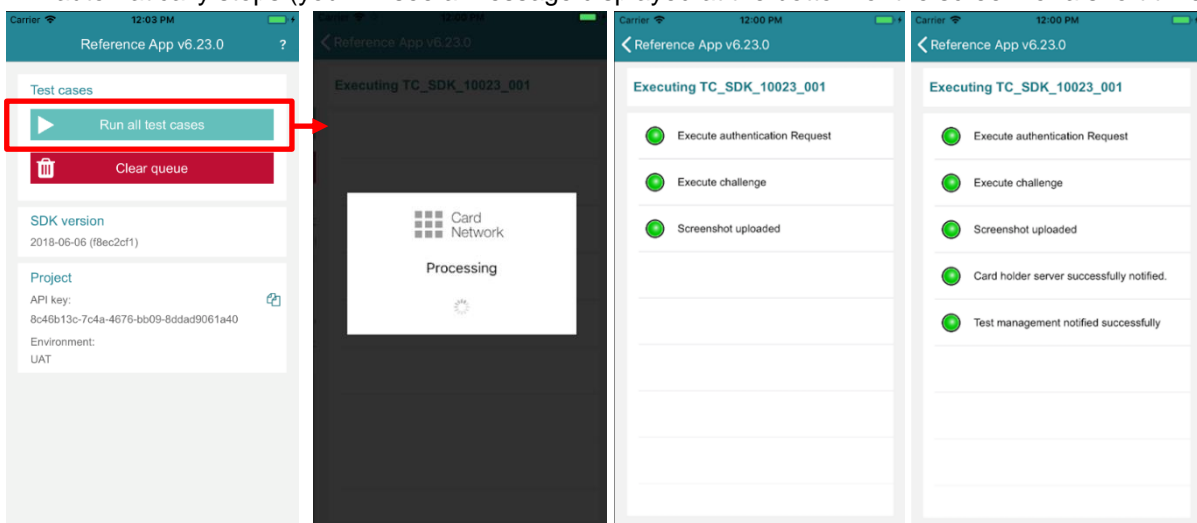 Carrier 12:03 PM
Reference App v6.23.0 ?
Test cases
Run all test cases
Clear queue
SDK version
2018-06-06 (f8ec2cf1)
Project
API key:
8c46b13c-7c4a-4676-bb09-8ddad9061a40
Environment:
UAT
Carrier 12:00 PM
Reference App v6.23.0
Executing TC_SDK_10023_001
Card
Network
Processing
Carrier 12:00 PM
Reference App v6.23.0
Executing TC_SDK_10023_001
Execute authentication Request
Execute challenge
Screenshot uploaded
Carrier 12:00 PM
Reference App v6.23.0
Executing TC_SDK_10023_001
Execute authentication Request
Execute challenge
Screenshot uploaded
Card holder server successfully notified.
Test management notified successfully